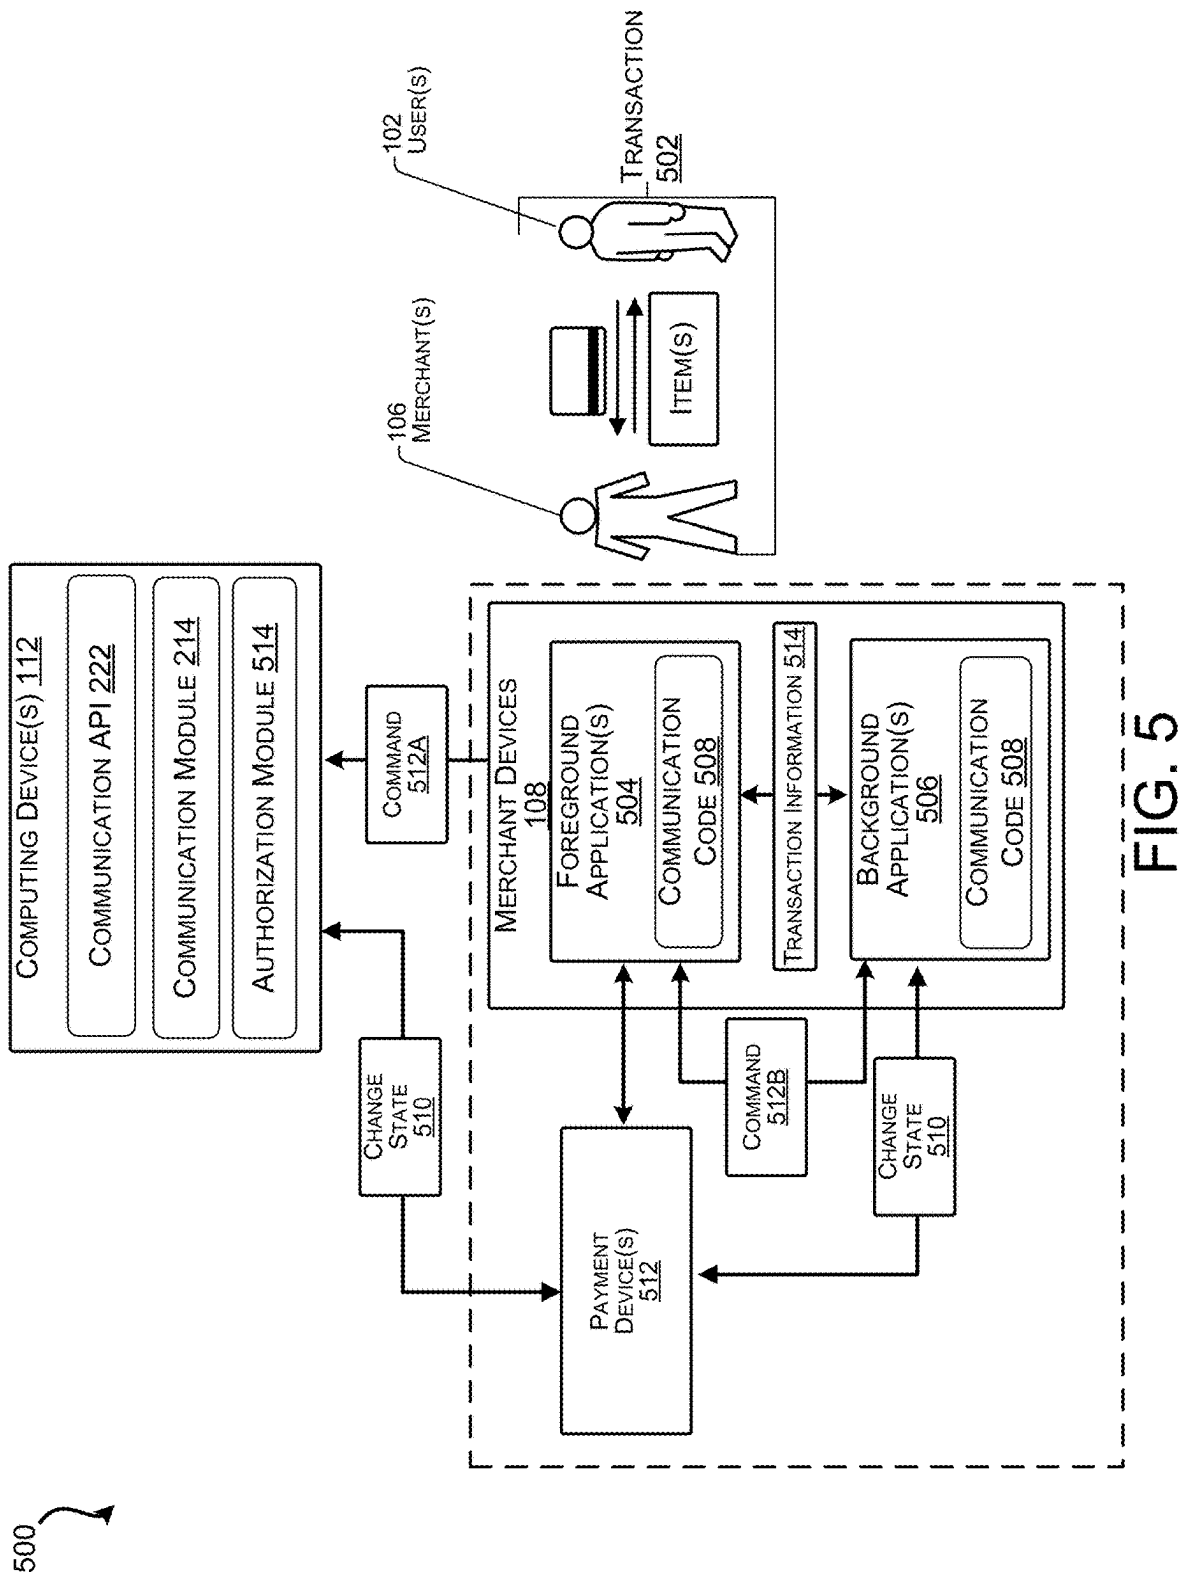 500
COMPUTING DEVICE(S) 112
COMMUNICATION API 222
COMMUNICATION MODULE 214
AUTHORIZATION MODULE 514
CHANGE
STATE
510
COMMAND
512A
106
MERCHANT(S)
102
USER(S)
ITEM(S)
TRANSACTION
502
PAYMENT
DEVICE(S)
512
MERCHANT DEVICES
108
FOREGROUND
APPLICATION(S)
504
COMMUNICATION
CODE 508
COMMAND
512B
TRANSACTION INFORMATION 514
CHANGE
STATE
510
BACKGROUND
APPLICATION(S)
506
COMMUNICATION
CODE 508
FIG. 5